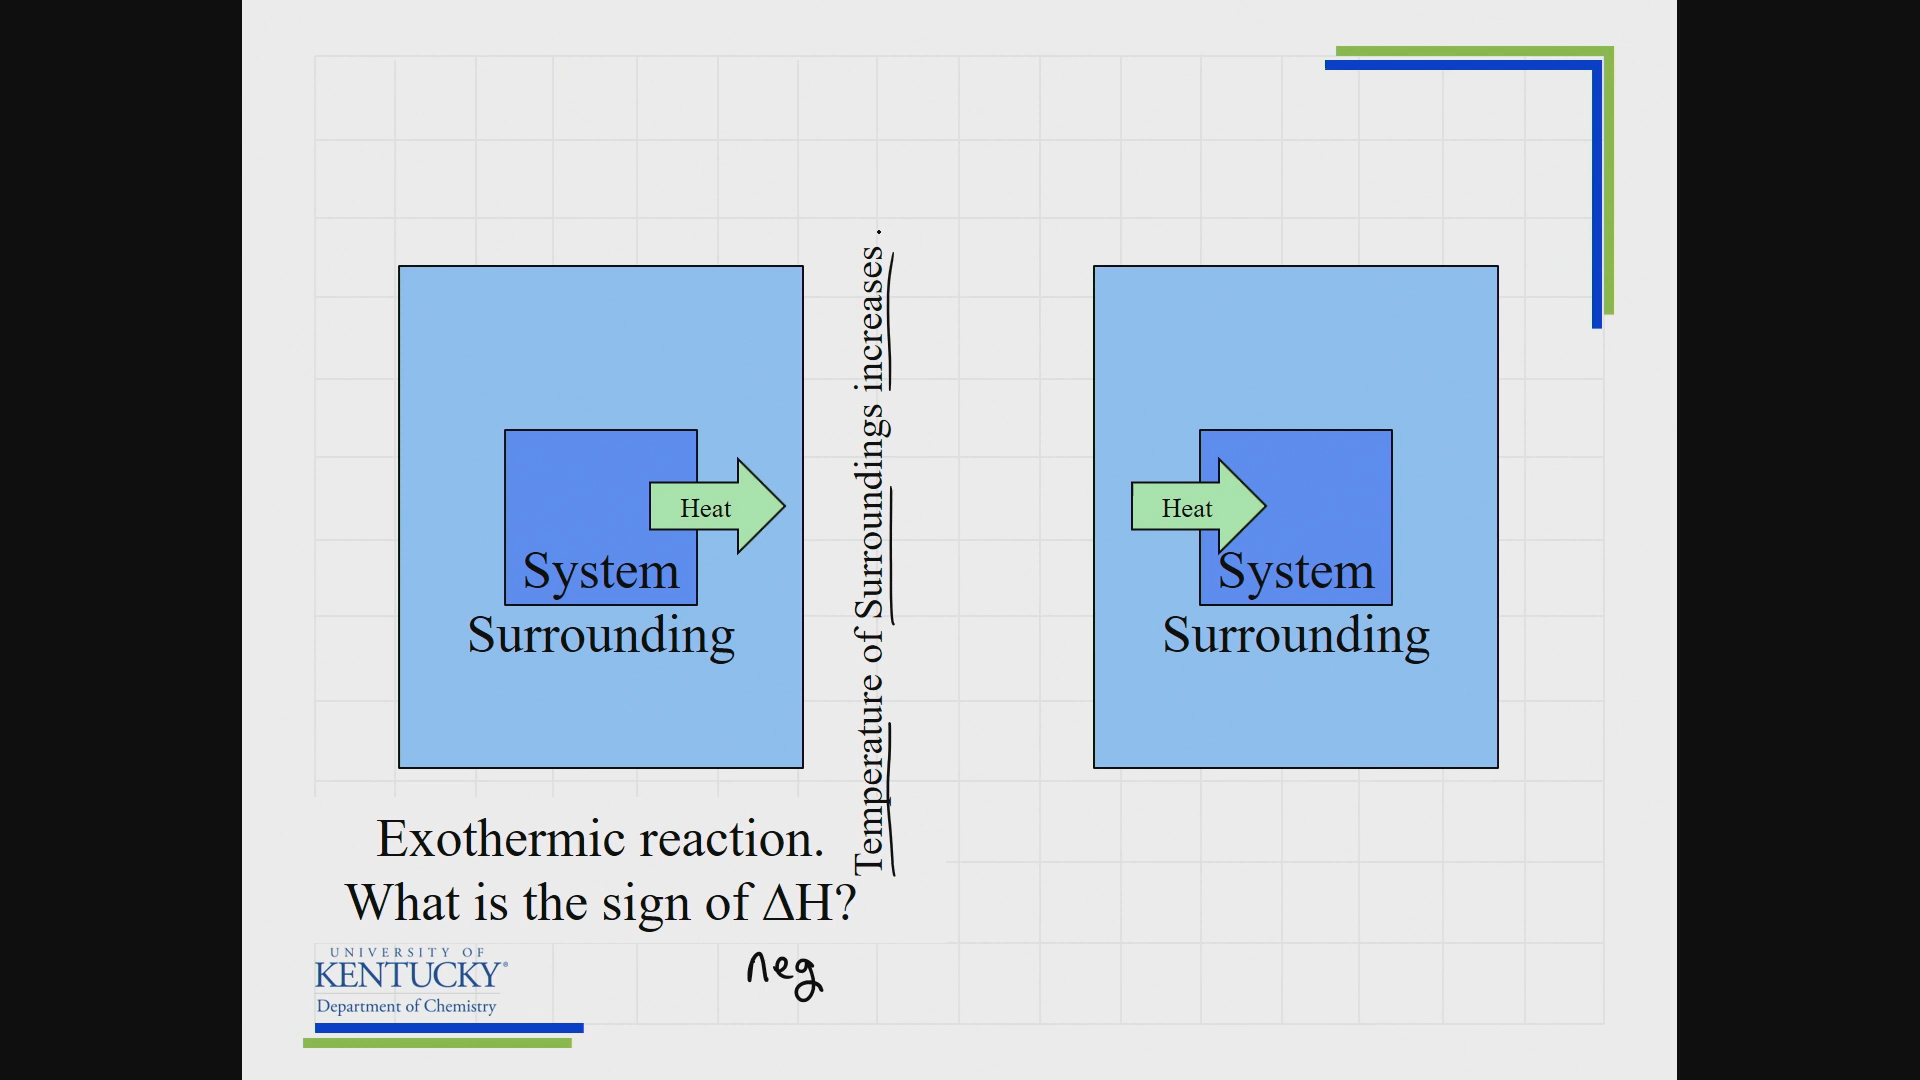 Heat
System
Surrounding
Temperature of Surroundings increases.
Heat
System
Surrounding
Exothermic reaction.
What is the sign of ΔH?
neg
UNIVERSITY OF
KENTUCKY®
Department of Chemistry